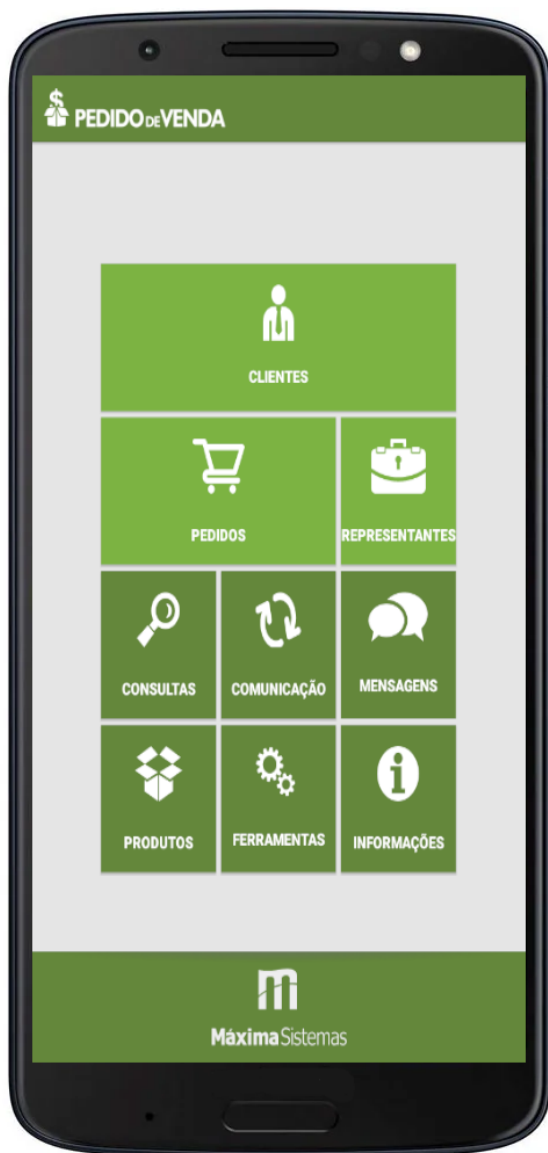 PEDIDO DE VENDA
CLIENTES
PEDIDOS
REPRESENTANTES
CONSULTAS
COMUNICAÇÃO
MENSAGENS
PRODUTOS
FERRAMENTAS
INFORMAÇÕES
Máxima Sistemas